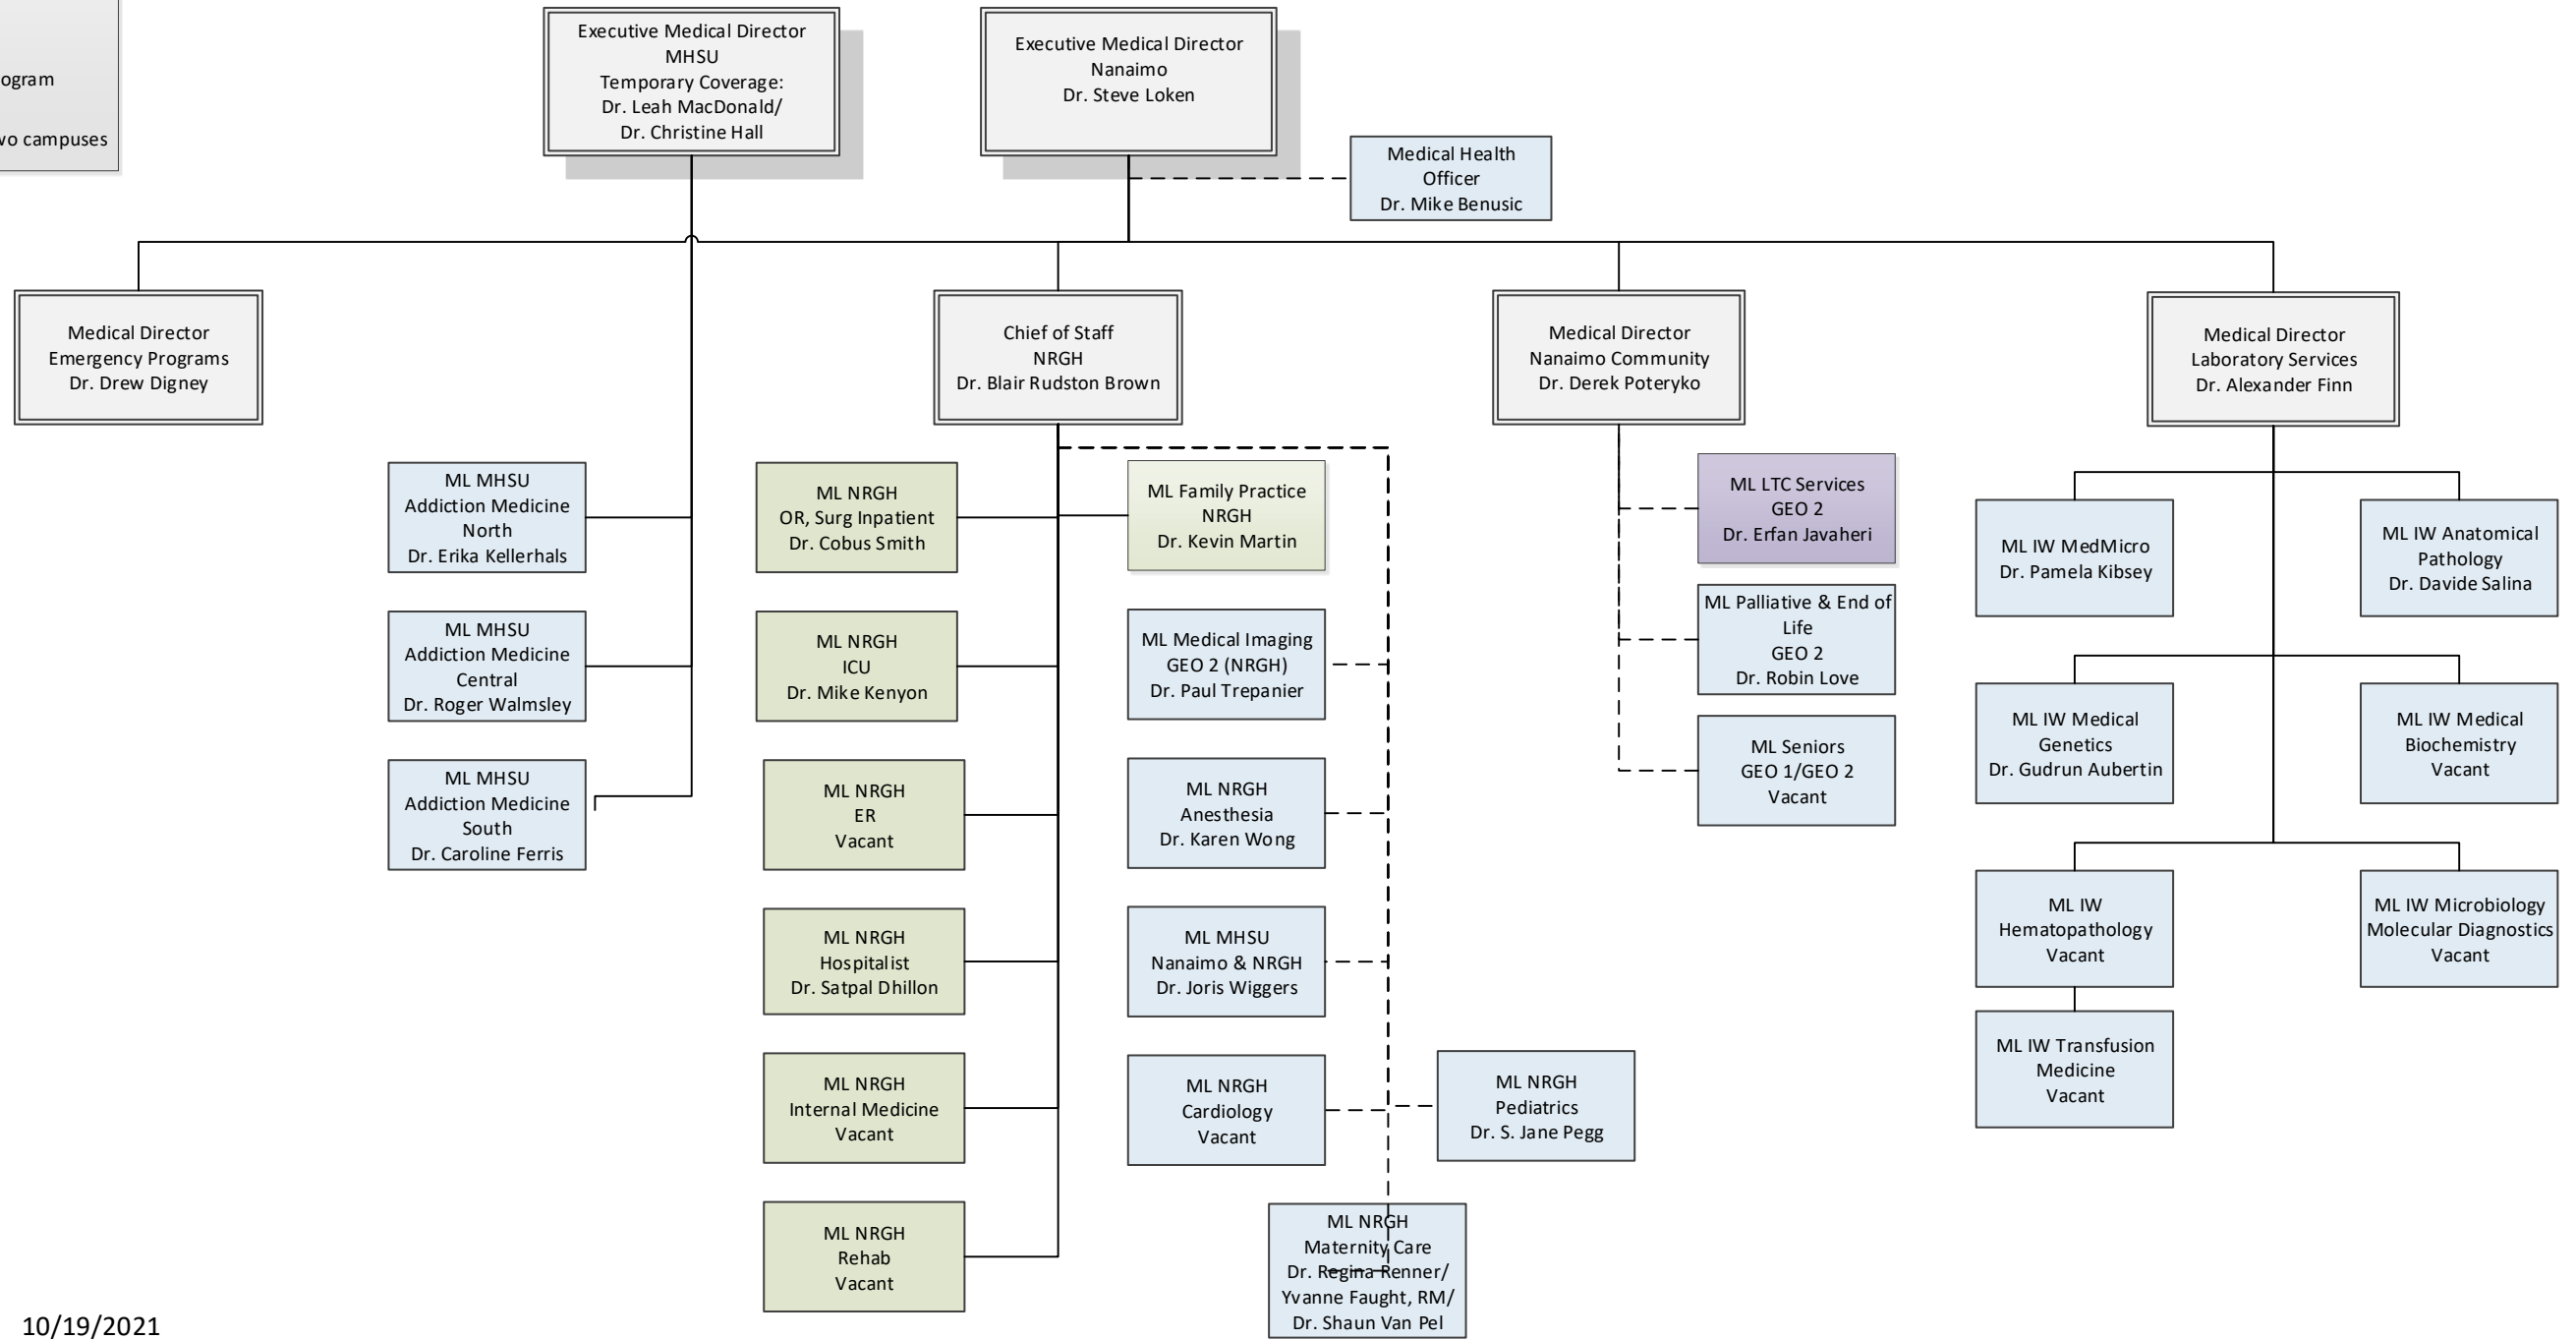 ogram
wo campuses
Executive Medical Director
MHSU
Temporary Coverage:
Dr. Leah MacDonald/
Dr. Christine Hall
Executive Medical Director
Nanaimo
Dr. Steve Loken
Medical Health
Officer
Dr. Mike Benusic
Medical Director
Emergency Programs
Dr. Drew Digney
Chief of Staff
NRGH
Dr. Blair Rudston Brown
Medical Director
Nanaimo Community
Dr. Derek Poteryko
Medical Director
Laboratory Services
Dr. Alexander Finn
ML MHSU
Addiction Medicine
North
Dr. Erika Kellerhals
ML MHSU
Addiction Medicine
Central
Dr. Roger Walmsley
ML MHSU
Addiction Medicine
South
Dr. Caroline Ferris
ML NRGH
OR, Surg Inpatient
Dr. Cobus Smith
ML NRGH
ICU
Dr. Mike Kenyon
ML NRGH
ER
Vacant
ML NRGH
Hospitalist
Dr. Satpal Dhillon
ML NRGH
Internal Medicine
Vacant
ML NRGH
Rehab
Vacant
ML Family Practice
NRGH
Dr. Kevin Martin
ML Medical Imaging
GEO 2 (NRGH)
Dr. Paul Trepanier
ML NRGH
Anesthesia
Dr. Karen Wong
ML MHSU
Nanaimo & NRGH
Dr. Joris Wiggers
ML NRGH
Cardiology
Vacant
ML NRGH
Pediatrics
Dr. S. Jane Pegg
ML NRGH
Maternity Care
Dr. Regina Renner/
Yvanne Faught, RM/
Dr. Shaun Van Pel
ML LTC Services
GEO 2
Dr. Erfan Javaheri
ML Palliative & End of
Life
GEO 2
Dr. Robin Love
ML Seniors
GEO 1/GEO 2
Vacant
ML IW MedMicro
Dr. Pamela Kibsey
ML IW Anatomical
Pathology
Dr. Davide Salina
ML IW Medical
Genetics
Dr. Gudrun Aubertin
ML IW Medical
Biochemistry
Vacant
ML IW
Hematopathology
Vacant
ML IW Microbiology
Molecular Diagnostics
Vacant
ML IW Transfusion
Medicine
Vacant
10/19/2021